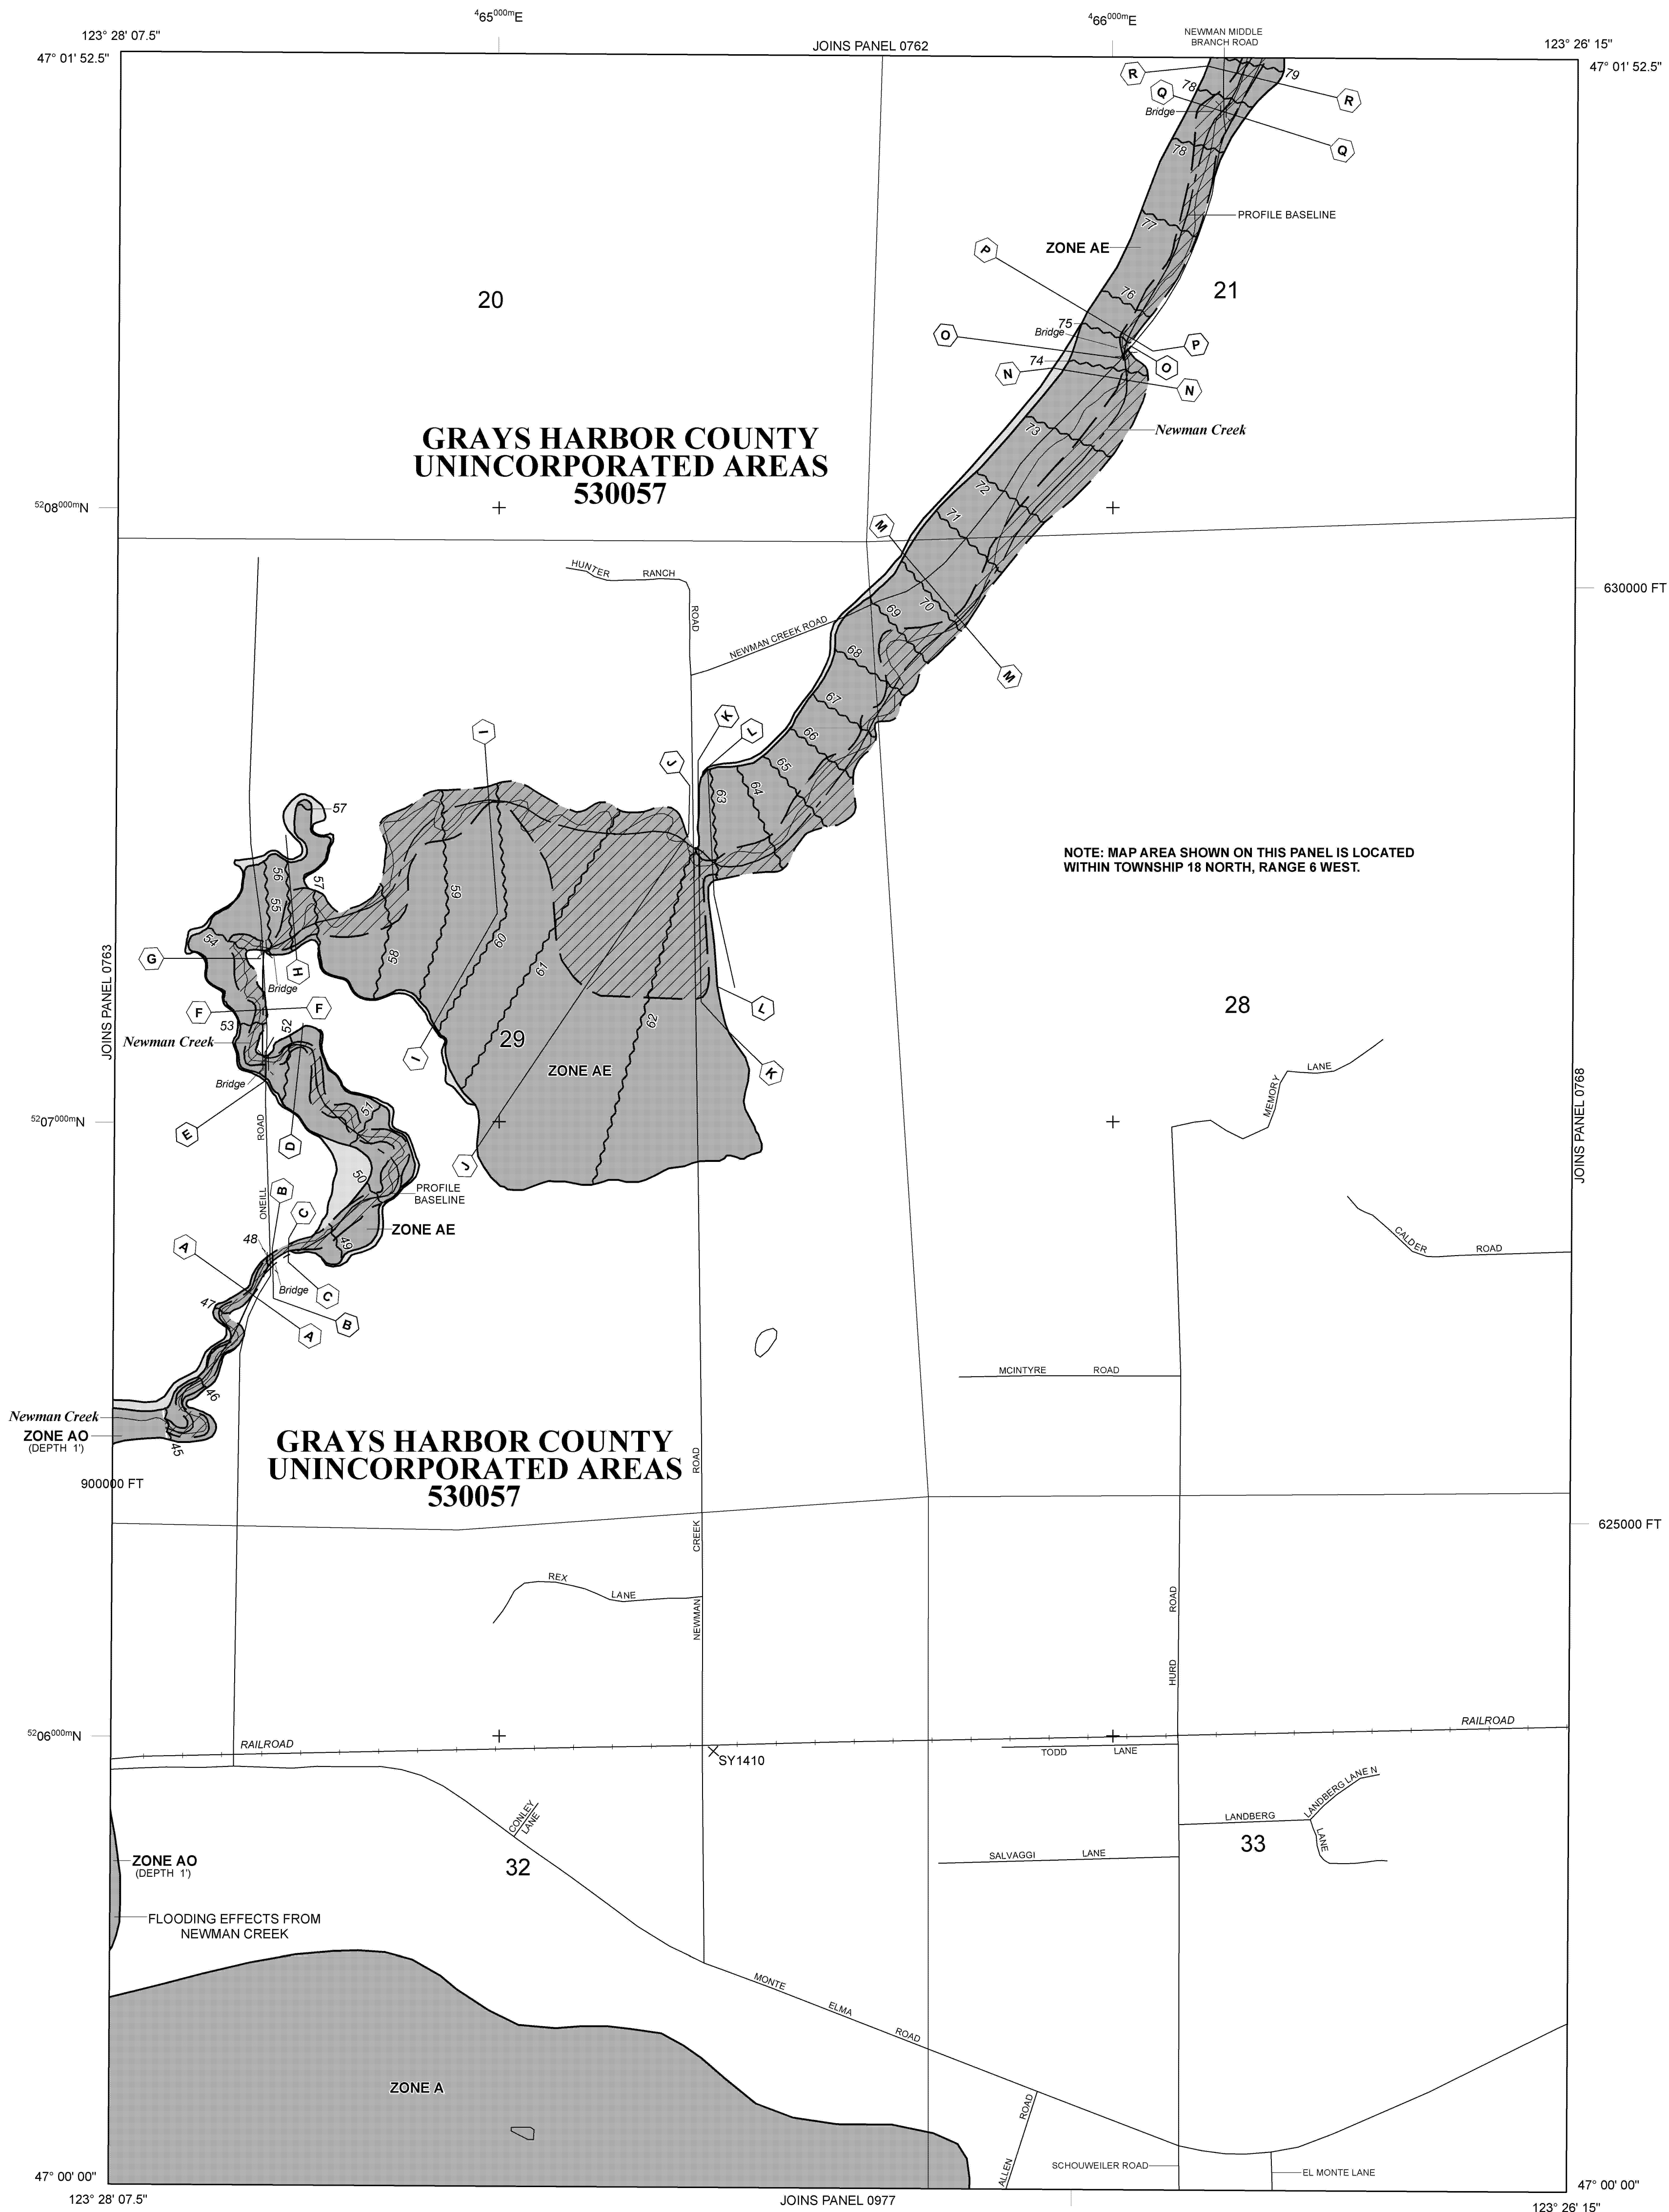 465000mE
466000mE
NEWMAN MIDDLE
BRANCH ROAD
123° 28' 07.5"
JOINS PANEL 0762
123° 26' 15"
47° 01' 52.5"
47° 01' 52.5"
R
79
78
Q
R
Bridge
Q
78
77
PROFILE BASELINE
P
ZONE AE
21
20
76
75
Bridge
O
P
74
O
N
N
73
Newman Creek
GRAYS HARBOR COUNTY
UNINCORPORATED AREAS
530057
72
5208000mN
71
M
HUNTER RANCH
ROAD
630000 FT
69
70
NEWMAN CREEK ROAD
68
M
67
K
I
L
66
J
65
64
63
57
NOTE: MAP AREA SHOWN ON THIS PANEL IS LOCATED
WITHIN TOWNSHIP 18 NORTH, RANGE 6 WEST.
56
57
59
55
54
60
58
61
G
H
JOINS PANEL 0763
Bridge
F
F
L
28
53
52
62
Newman Creek
29
I
ZONE AE
K
Bridge
MEMORY LANE
JOINS PANEL 0768
51
5207000mN
ROAD
E
D
J
50
B
PROFILE
BASELINE
ONEILL
C
ZONE AE
48
49
A
CALDER ROAD
Bridge
C
47
B
A
MCINTYRE ROAD
46
Newman Creek
ZONE AO
(DEPTH 1')
45
GRAYS HARBOR COUNTY
UNINCORPORATED AREAS
530057
ROAD
900000 FT
625000 FT
CREEK
REX LANE
NEWMAN
ROAD
HURD
5206000mN
RAILROAD
RAILROAD
SY1410
TODD LANE
CONLEY
LANE
LANDBERG LANE N
LANDBERG
LANE
33
ZONE AO
(DEPTH 1')
32
SALVAGGI LANE
FLOODING EFFECTS FROM
NEWMAN CREEK
MONTE
ELMA
ROAD
ZONE A
ROAD
ALLEN
SCHOUWEILER ROAD
EL MONTE LANE
47° 00' 00"
47° 00' 00"
123° 28' 07.5"
JOINS PANEL 0977
123° 26' 15"